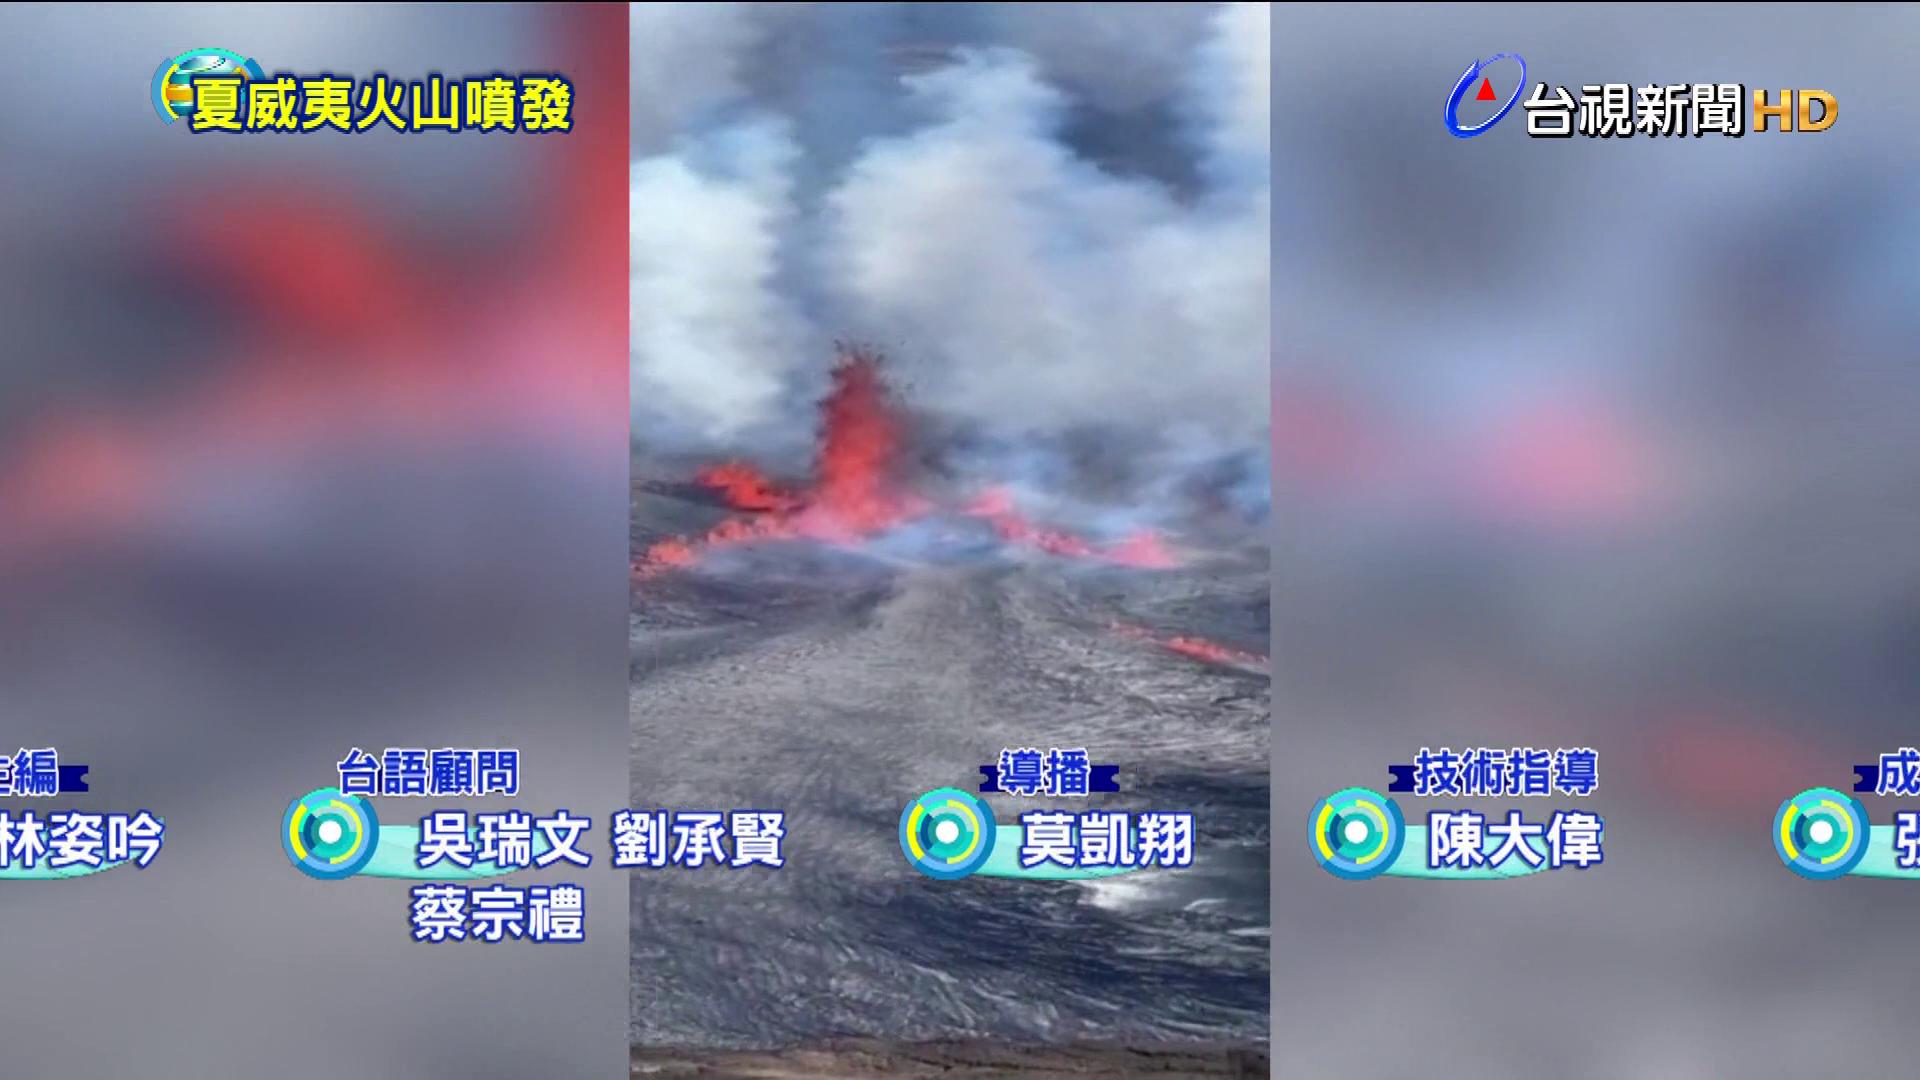 夏威夷火山噴發
台視新聞HD
編
台語顧問
導播
技術指導
成
林姿吟
吳瑞文 劉承賢
莫凱翔
陳大偉
蔡宗禮